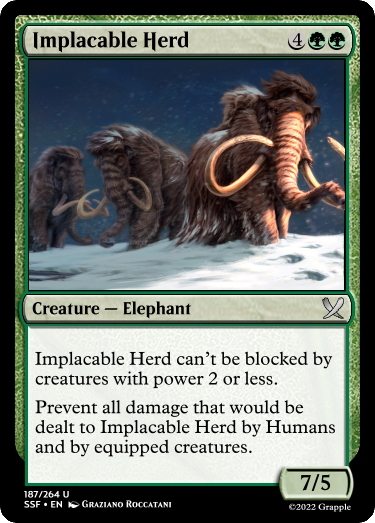 Implacable Herd 4
Creature — Elephant
Implacable Herd can't be blocked by
creatures with power 2 or less.
Prevent all damage that would be
dealt to Implacable Herd by Humans
and by equipped creatures.
7/5
187/264 U
SSF • EN Graziano Roccatani
©2022 Grapple